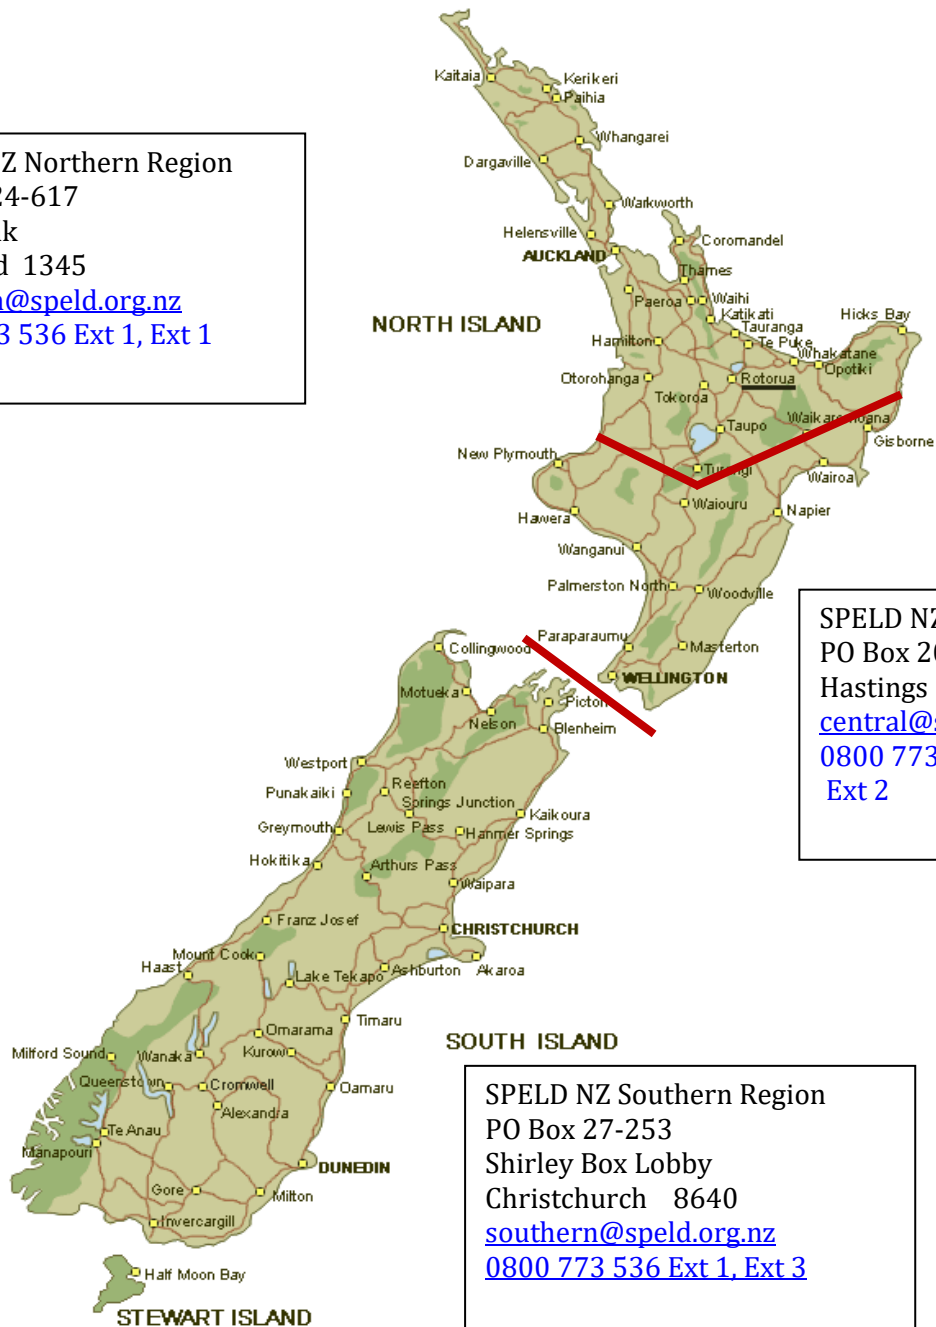 Kaitaia
Kerikeri
Paihia
Whangarei
Dargaville
Z Northern Region
24-617
d 1345
@speld.org.nz
3 536 Ext 1, Ext 1
Warkworth
Helensville
Coromandel
AUCKLAND
Thames
Paeroa
Waihi
Katikati
NORTH ISLAND
Hicks Bay
Tauranga
Hamilton
Te Puke
Whakatane
Opotiki
Otorohanga
Rotorua
Tokoroa
Waikaremoana
Taupo
Gisborne
New Plymouth
Turangi
Wairoa
Waiouru
Napier
Hawera
Wanganui
Palmerston North
Woodville
Paraparaumu
Masterton
WELLINGTON
SPELD NZ
PO Box
Hastings
central@
0800 773
Ext 2
Collingwood
Motueka
Picton
Nelson
Blenheim
Westport
Reefton
Punakaiki
Springs Junction
Kaikoura
Greymouth
Lewis Pass
Hanmer Springs
Hokitika
Arthurs Pass
Waipara
Franz Josef
CHRISTCHURCH
Mount Cook
Haast
Lake Tekapo
Ashburton
Akaroa
Timaru
Omarama
SOUTH ISLAND
Milford Sound
Wanaka
Kurow
Queenstown
Cromwell
Oamaru
Alexandra
Te Anau
Manapouri
DUNEDIN
Gore
Milton
Invercargill
Half Moon Bay
STEWART ISLAND
SPELD NZ Southern Region
PO Box 27-253
Shirley Box Lobby
Christchurch 8640
southern@speld.org.nz
0800 773 536 Ext 1, Ext 3